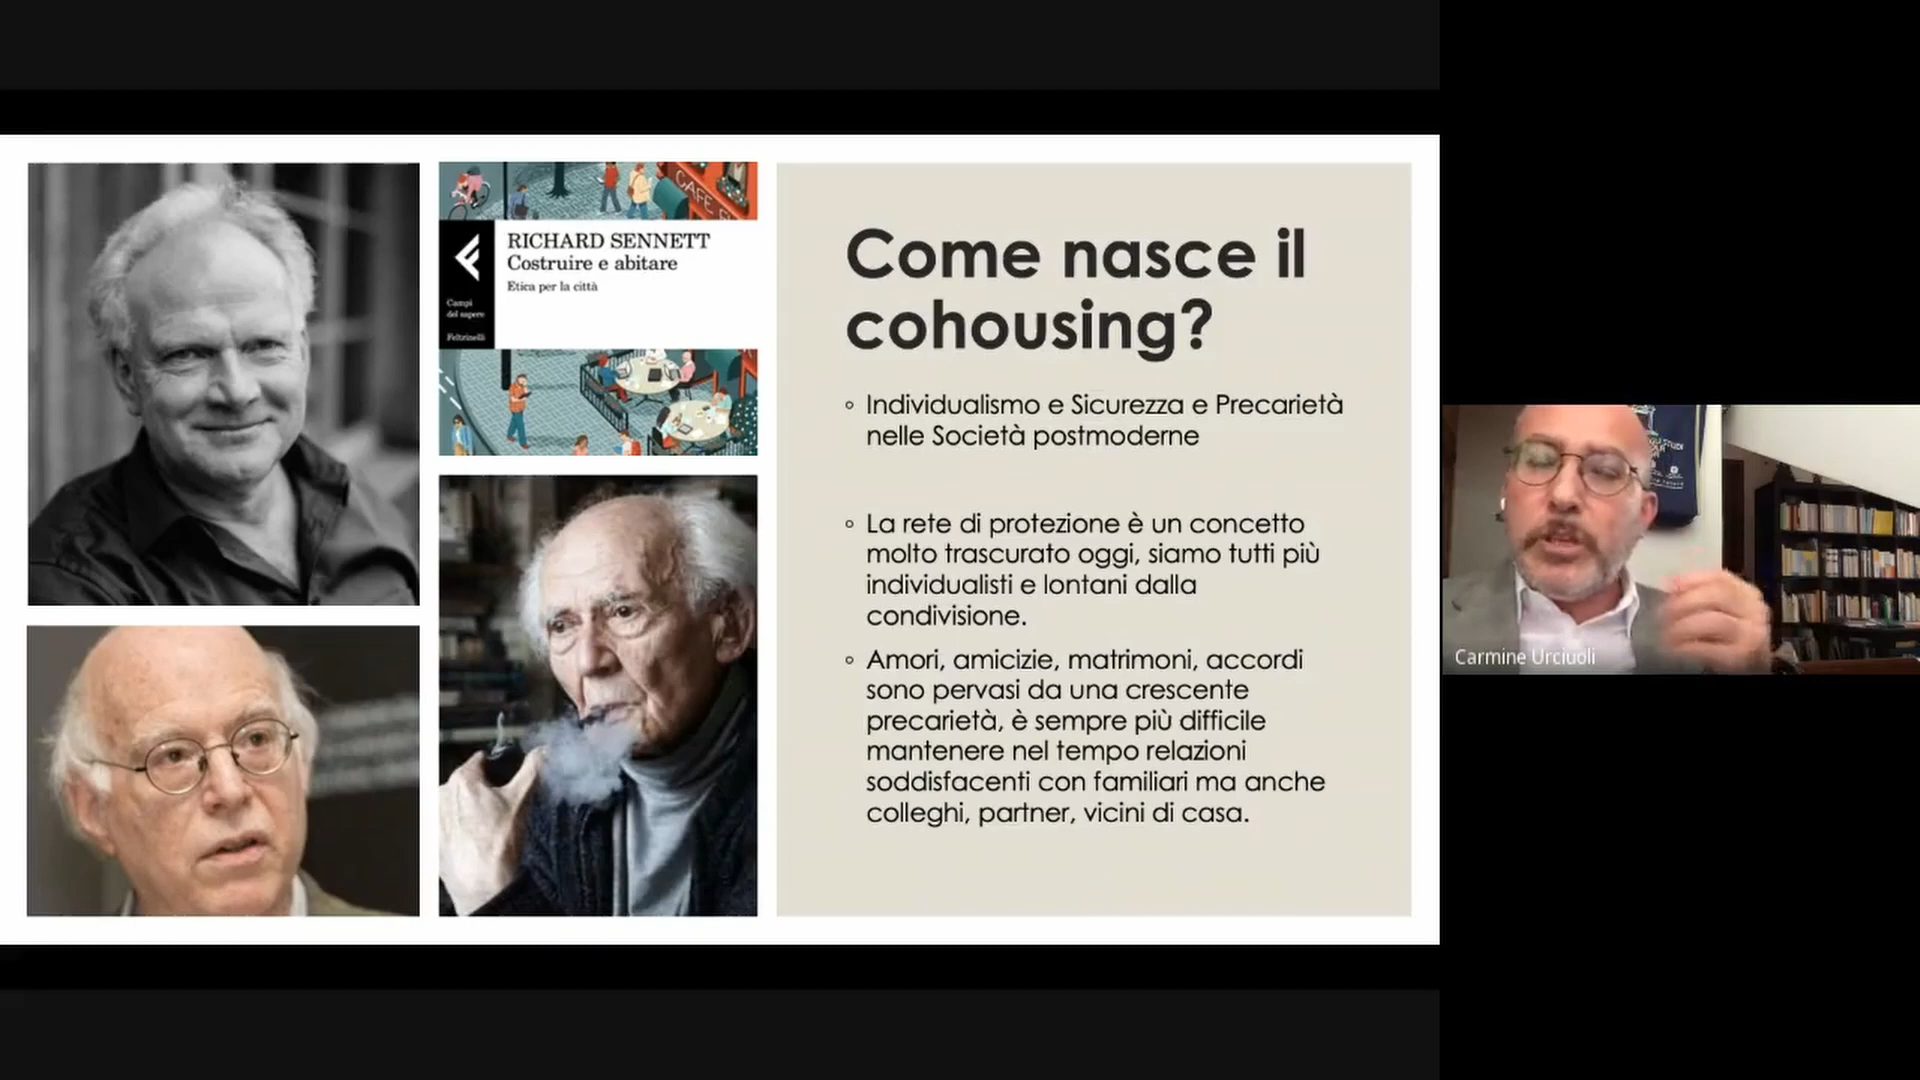 CAFE
RICHARD SENNETT
Costruire e abitare
Etica per la città
Campi
del sapere
Feltrinelli
Come nasce il
cohousing?
◦ Individualismo e Sicurezza e Precarietà
nelle Società postmoderne
◦ La rete di protezione è un concetto
molto trascurato oggi, siamo tutti più
individualisti e lontani dalla
condivisione.
◦ Amori, amicizie, matrimoni, accordi
sono pervasi da una crescente
precarietà, è sempre più difficile
mantenere nel tempo relazioni
soddisfacenti con familiari ma anche
colleghi, partner, vicini di casa.
Carmine Urciuoli